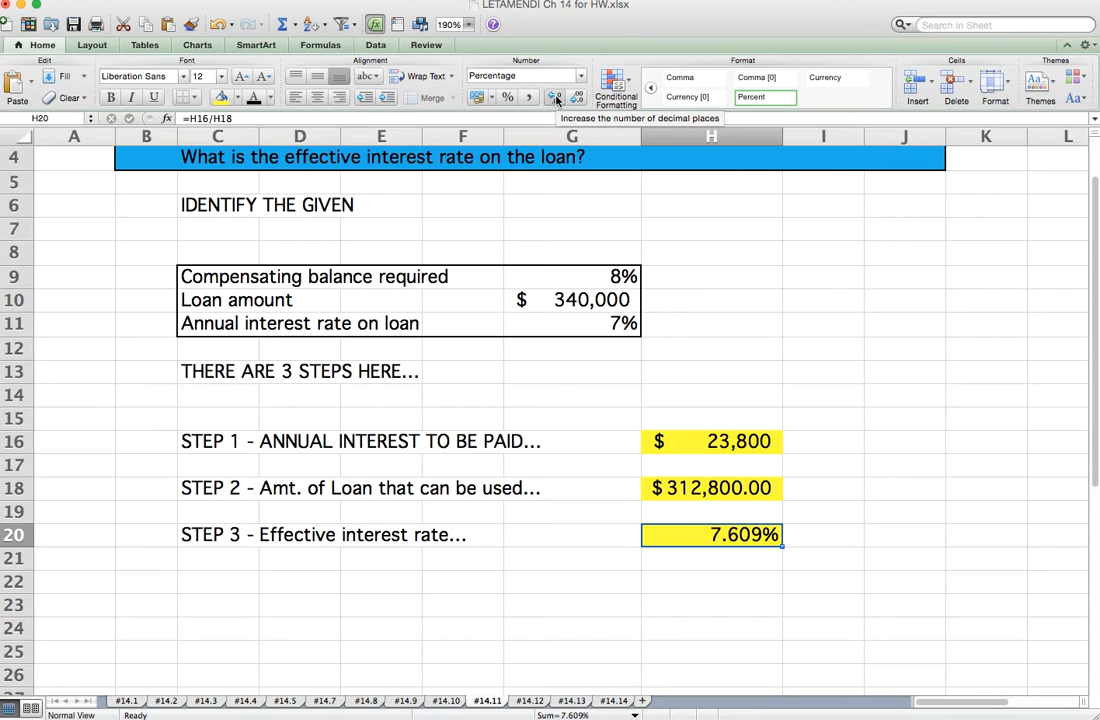 LETAMENDI Ch 14 for HW.xlsx
190%
Search in Sheet
Home Layout Tables Charts SmartArt Formulas Data Review
Edit Font Alignment Number Format Cells Themes
Fill Liberation Sans 12 abc Wrap Text Percentage Comma Comma [0] Currency
Paste Clear B I U A Merge % , Conditional Formatting Currency [0] Percent Insert Delete Format Themes Aa
H20 fx =H16/H18
Increase the number of decimal places
A B C D E F G H I J K L
4 What is the effective interest rate on the loan?
5
6 IDENTIFY THE GIVEN
7
8
9 Compensating balance required 8%
10 Loan amount $ 340,000
11 Annual interest rate on loan 7%
12
13 THERE ARE 3 STEPS HERE...
14
15
16 STEP 1 - ANNUAL INTEREST TO BE PAID... $ 23,800
17
18 STEP 2 - Amt. of Loan that can be used... $312,800.00
19
20 STEP 3 - Effective interest rate... 7.609%
21
22
23
24
25
26
#14.1 #14.2 #14.3 #14.4 #14.5 #14.7 #14.8 #14.9 #14.10 #14.11 #14.12 #14.13 #14.14 +
Normal View Ready Sum=7.609%